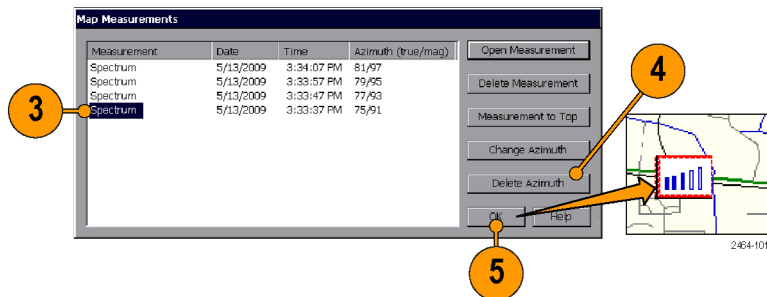 Map Measurements
Measurement Date Time Azimuth (true/mag)
Spectrum 5/13/2009 3:34:07 PM 81/97
Spectrum 5/13/2009 3:33:57 PM 79/95
Spectrum 5/13/2009 3:33:47 PM 77/93
Spectrum 5/13/2009 3:33:37 PM 75/91
Open Measurement
Delete Measurement
Measurement to Top
Change Azimuth
Delete Azimuth
OK Help
3
4
5
2464-101